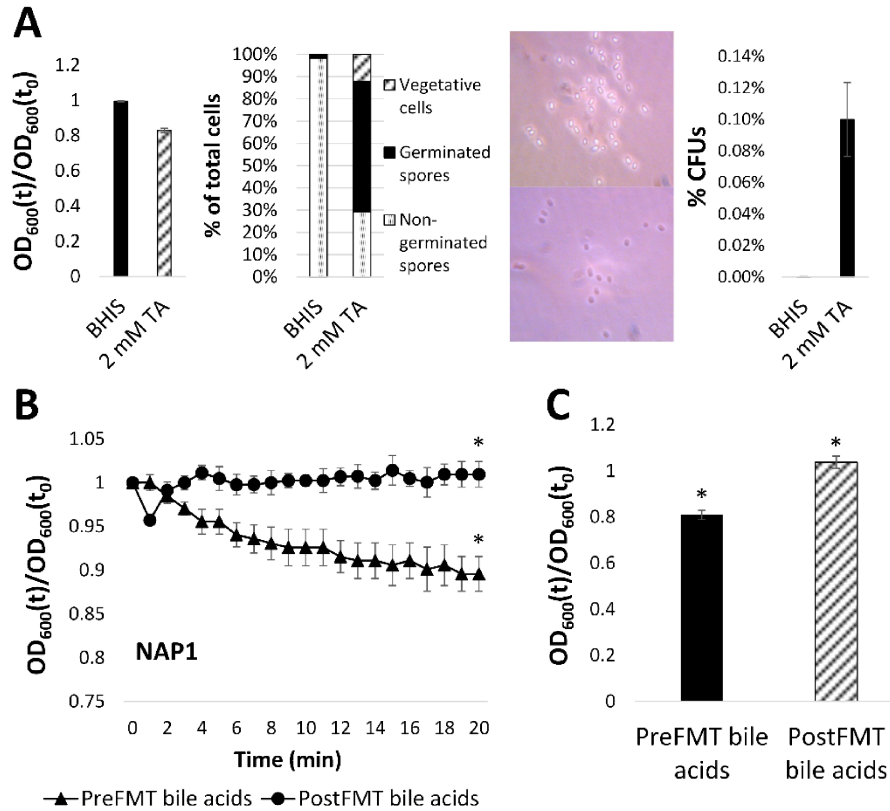 A
OD600(t)/OD600(t0)
1.2
1
0.8
0.6
0.4
0.2
0
BHIS
2 mM TA
% of total cells
100%
90%
80%
70%
60%
50%
40%
30%
20%
10%
0%
BHIS
2 mM TA
Vegetative
cells
Germinated
spores
Non-
germinated
spores
% CFUs
0.14%
0.12%
0.10%
0.08%
0.06%
0.04%
0.02%
0.00%
BHIS
2 mM TA
B
OD600(t)/OD600(t0)
1.05
1
0.95
0.9
0.85
0.8
0.75
*
*
NAP1
0 2 4 6 8 10 12 14 16 18 20
Time (min)
PreFMT bile acids PostFMT bile acids
C
OD600(t)/OD600(t0)
1.2
1
0.8
0.6
0.4
0.2
0
*
*
PreFMT bile
acids
PostFMT
bile acids